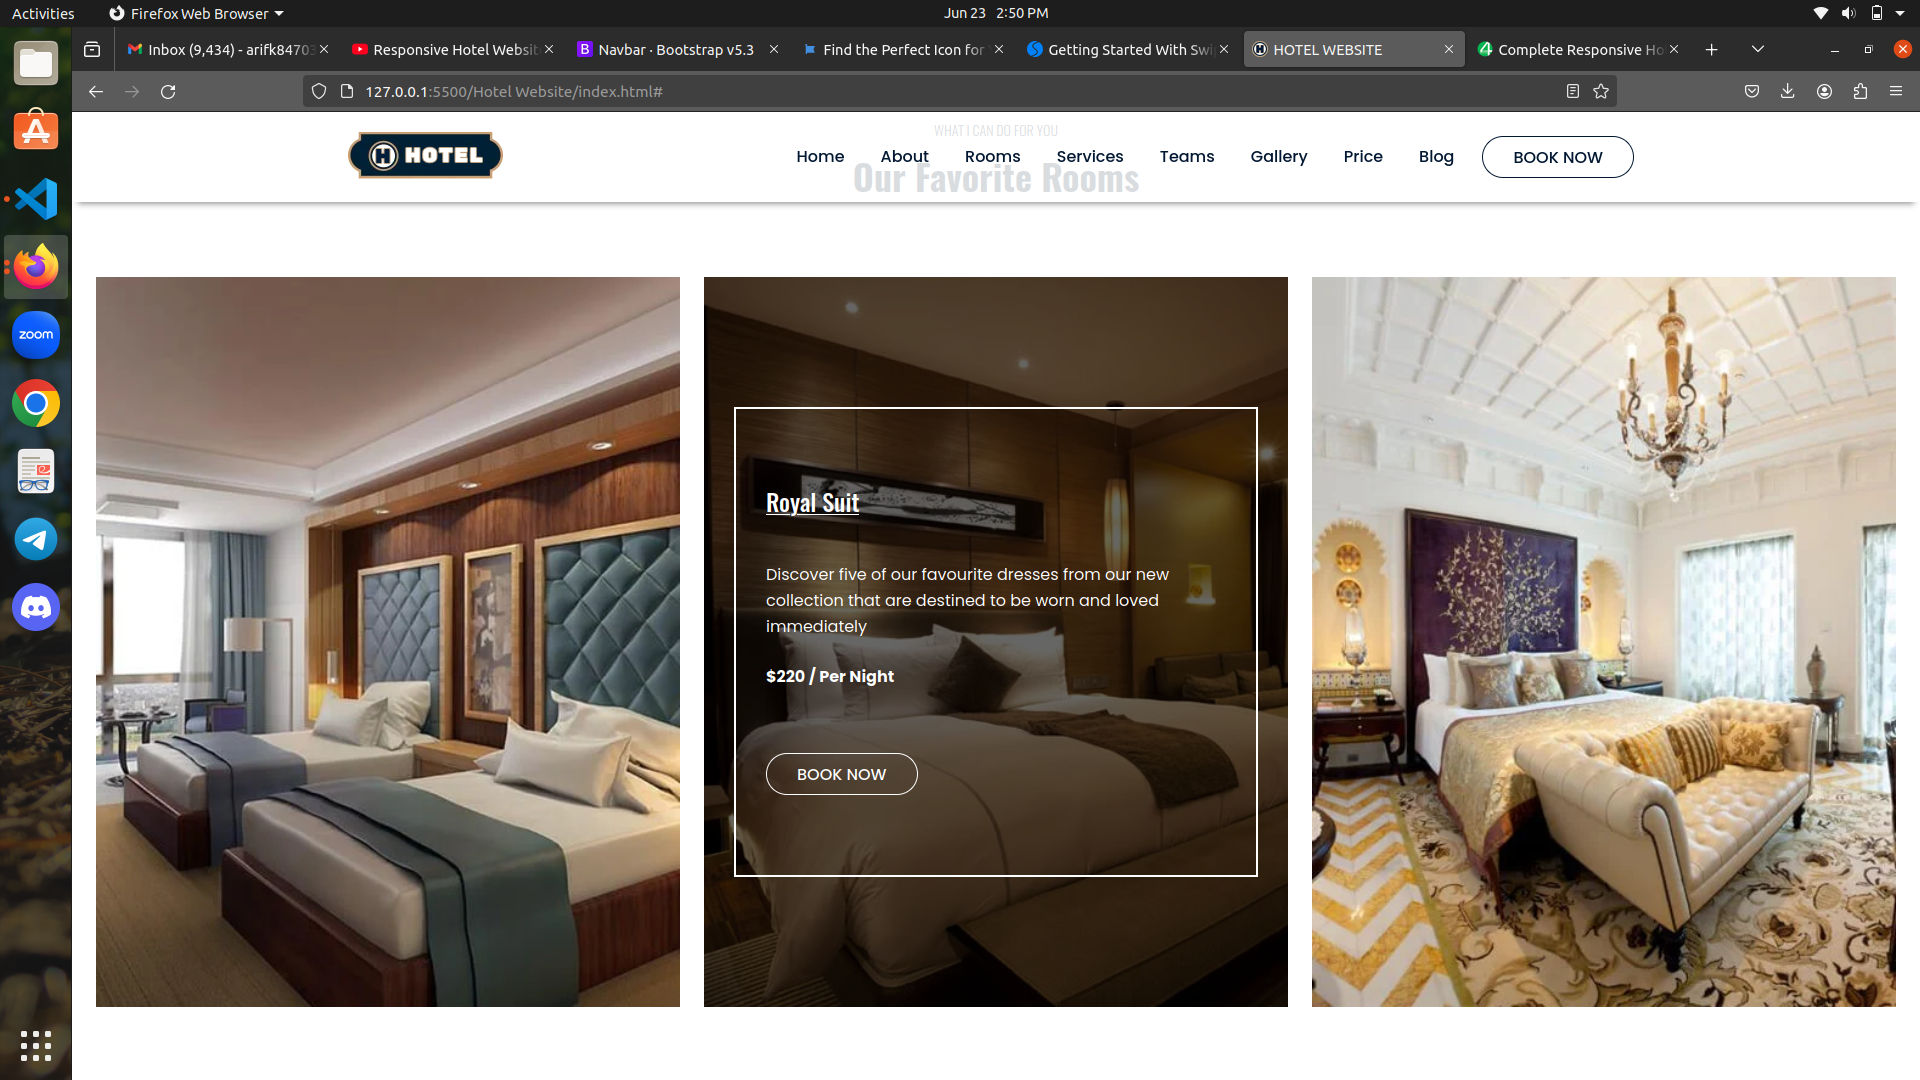 Activities
Firefox Web Browser
Jun 23 2:50 PM
Inbox (9,434) - arifk84703
Responsive Hotel Websit
Navbar · Bootstrap v5.3
Find the Perfect Icon for
Getting Started With Swi
HOTEL WEBSITE
Complete Responsive Ho
127.0.0.1:5500/Hotel Website/index.html#
WHAT I CAN DO FOR YOU
H HOTEL
Home
About
Rooms
Services
Teams
Gallery
Price
Blog
BOOK NOW
Our Favorite Rooms
zoom
Royal Suit
Discover five of our favourite dresses from our new
collection that are destined to be worn and loved
immediately
$220 / Per Night
BOOK NOW